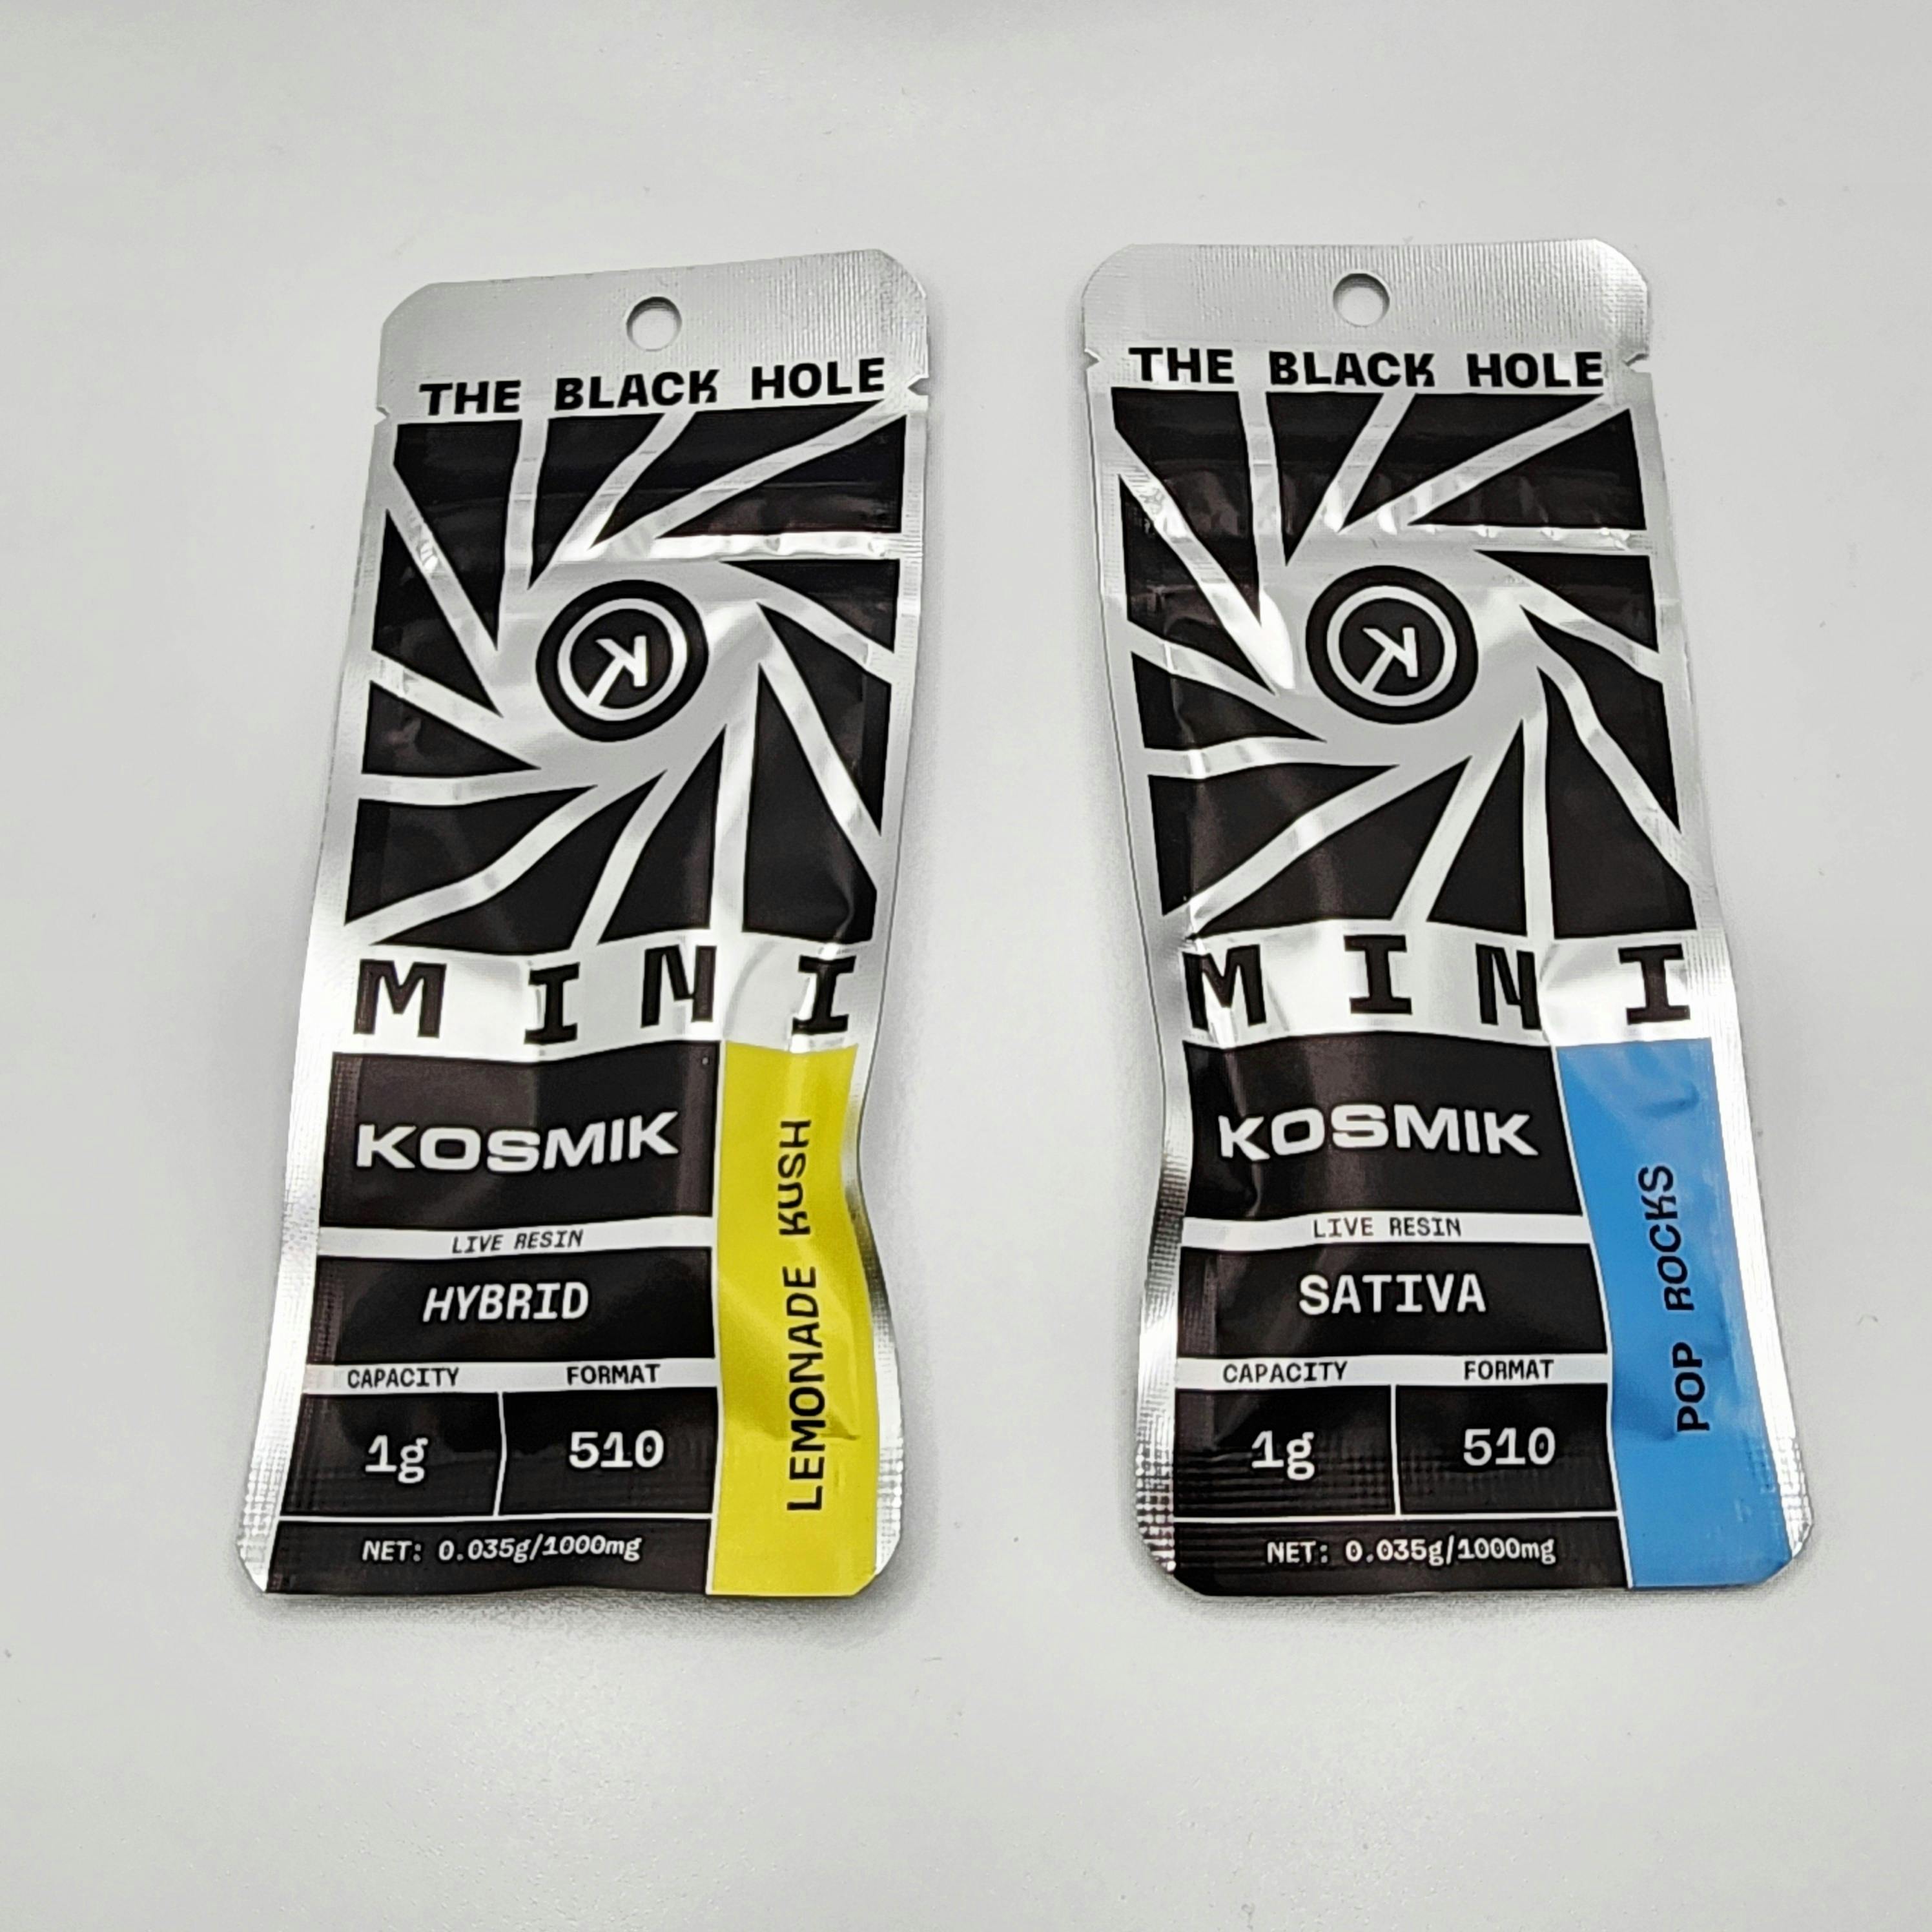 THE BLACK HOLE
K
MINI
KOSMIK
LIVE RESIN
HYBRID
CAPACITY FORMAT
1g 510
NET: 0.035g/1000mg
LEMONADE KUSH
THE BLACK HOLE
K
MINI
KOSMIK
LIVE RESIN
SATIVA
CAPACITY FORMAT
1g 510
NET: 0.035g/1000mg
POP ROCKS